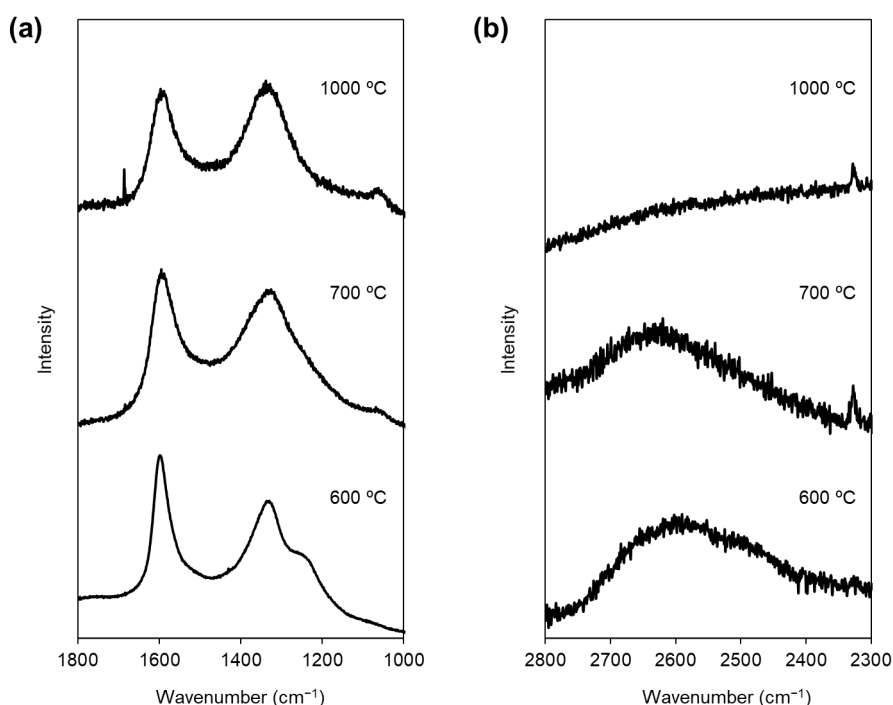 (a)
1000 ºC
700 ºC
600 ºC
Intensity
1800 1600 1400 1200 1000
Wavenumber (cm⁻¹)
(b)
1000 ºC
700 ºC
600 ºC
Intensity
2800 2700 2600 2500 2400 2300
Wavenumber (cm⁻¹)